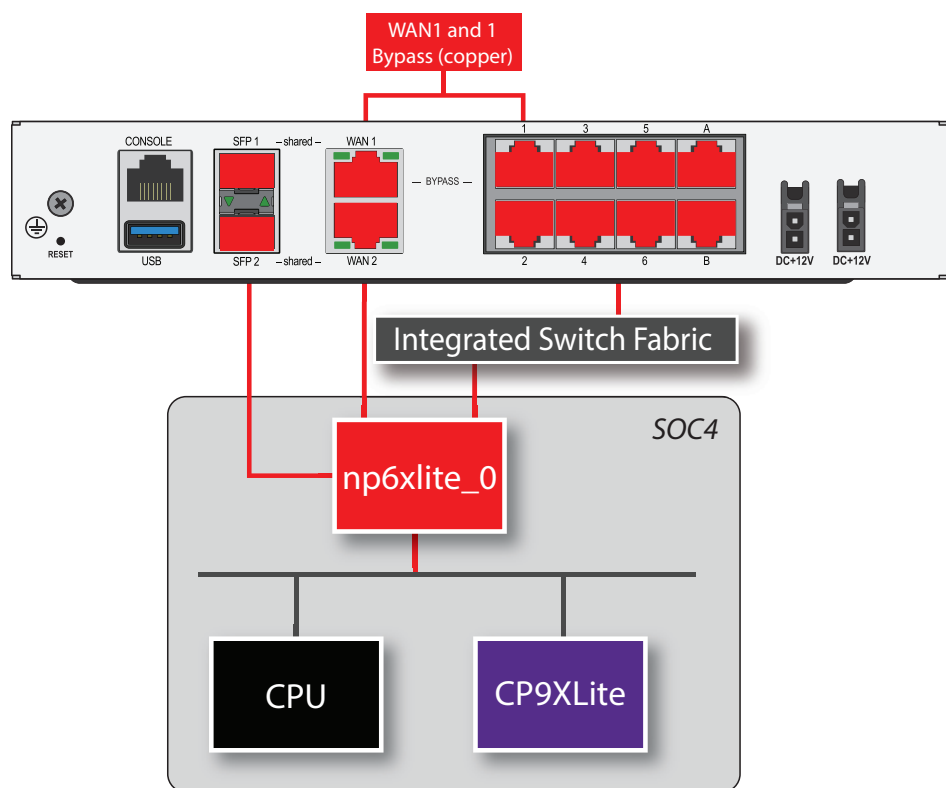 WAN1 and 1
Bypass (copper)
1 3 5 A
CONSOLE SFP 1 –shared– WAN 1
– BYPASS –
RESET USB SFP 2 –shared– WAN 2 2 4 6 B DC+12V DC+12V
Integrated Switch Fabric
SOC4
np6xlite_0
CPU CP9XLite